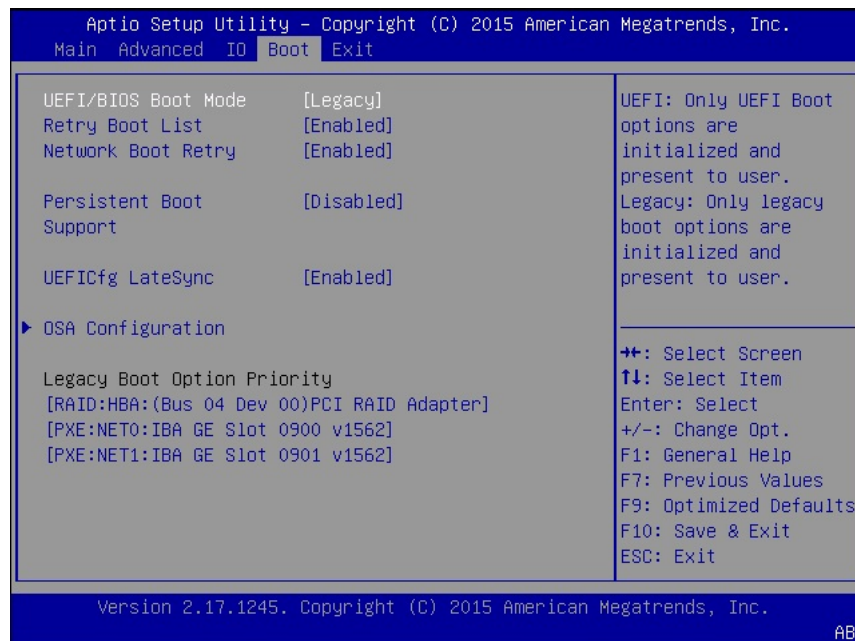 Aptio Setup Utility – Copyright (C) 2015 American Megatrends, Inc.
Main Advanced IO Boot Exit
UEFI/BIOS Boot Mode [Legacy]
Retry Boot List [Enabled]
Network Boot Retry [Enabled]
Persistent Boot [Disabled]
Support
UEFICfg LateSync [Enabled]
OSA Configuration
Legacy Boot Option Priority
[RAID:HBA:(Bus 04 Dev 00)PCI RAID Adapter]
[PXE:NET0:IBA GE Slot 0900 v1562]
[PXE:NET1:IBA GE Slot 0901 v1562]
UEFI: Only UEFI Boot
options are
initialized and
present to user.
Legacy: Only legacy
boot options are
initialized and
present to user.
→←: Select Screen
↑↓: Select Item
Enter: Select
+/-: Change Opt.
F1: General Help
F7: Previous Values
F9: Optimized Defaults
F10: Save & Exit
ESC: Exit
Version 2.17.1245. Copyright (C) 2015 American Megatrends, Inc.
AB